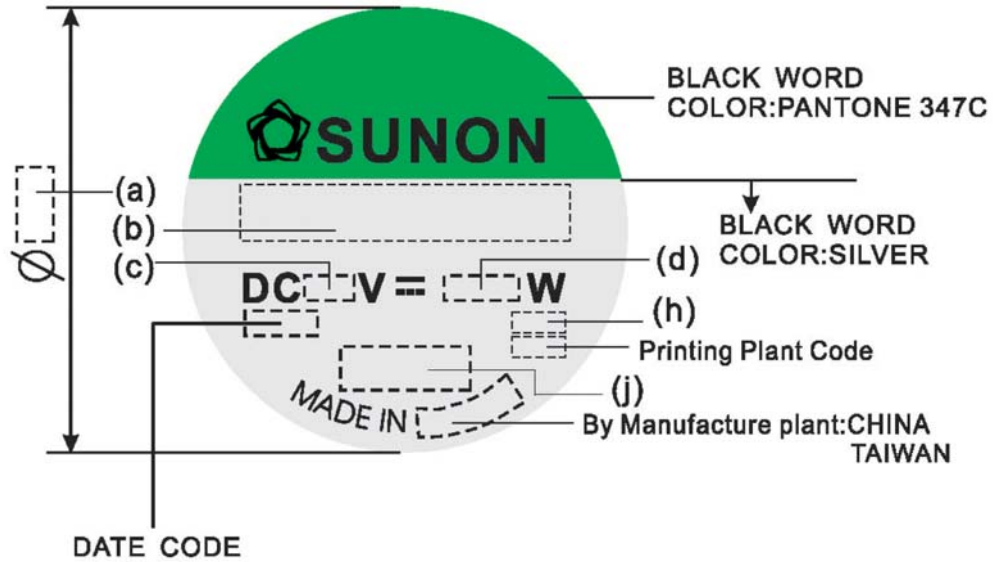 BLACK WORD
COLOR:PANTONE 347C
SUNON
(a)
(b)
BLACK WORD
COLOR:SILVER
(c)
(d)
DC V W
(h)
Printing Plant Code
(j)
MADE IN
By Manufacture plant:CHINA
TAIWAN
Ø
DATE CODE